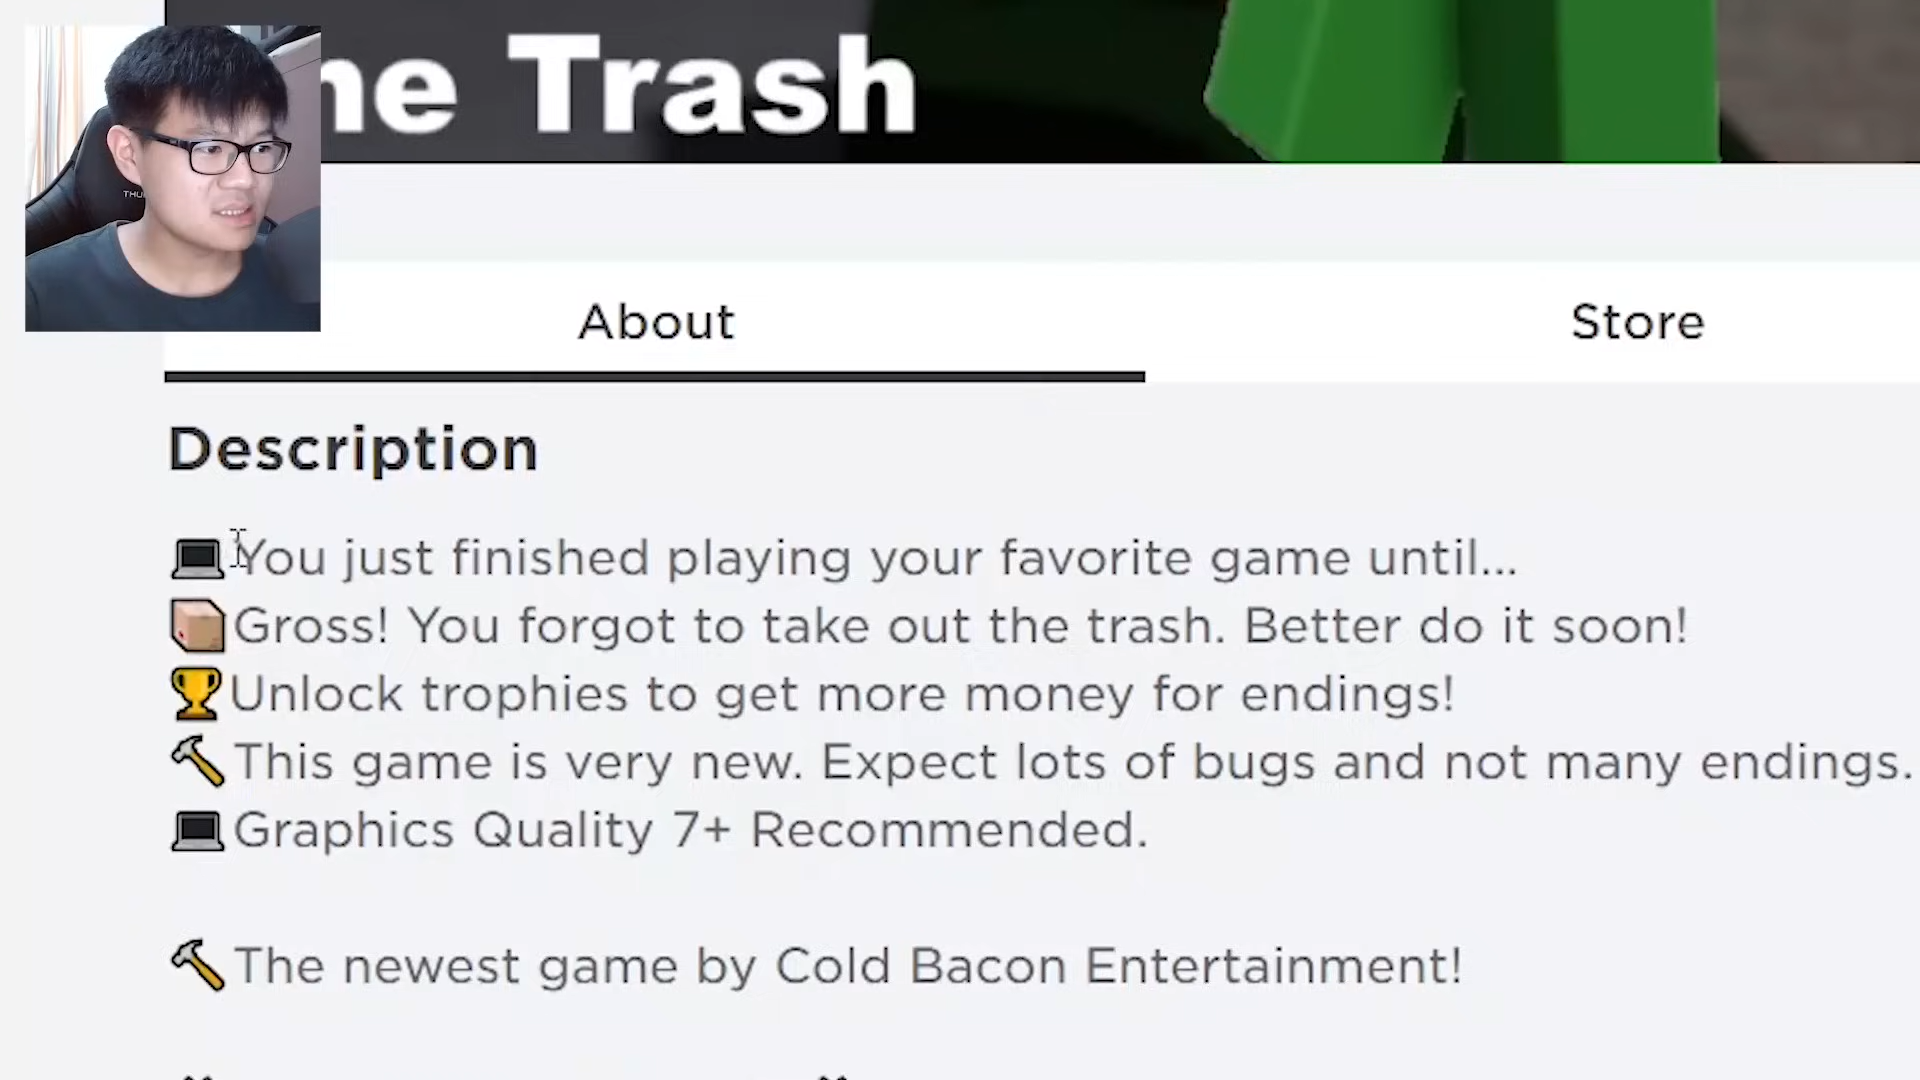 Trash
About
Store
Description
You just finished playing your favorite game until...
Gross! You forgot to take out the trash. Better do it soon!
Unlock trophies to get more money for endings!
This game is very new. Expect lots of bugs and not many endings.
Graphics Quality 7+ Recommended.
The newest game by Cold Bacon Entertainment!